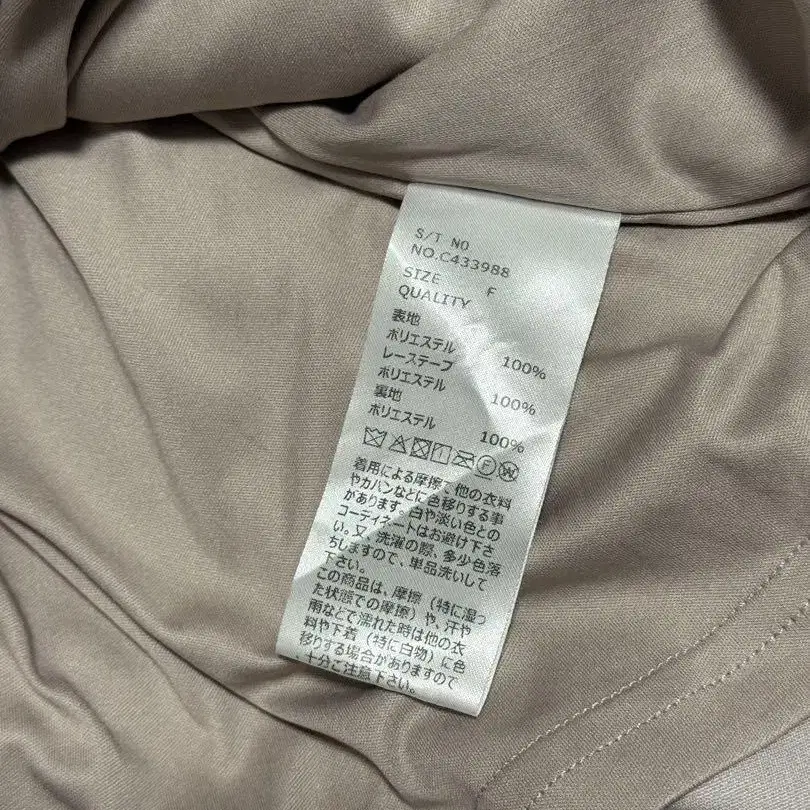 S/T NO
NO.C433988
SIZE F
QUALITY
表地
ポリエステル 100%
レーステープ
ポリエステル 100%
裏地
ポリエステル 100%
着用による摩擦で他の衣料
やカバンなどに色移りする事
があります。白や淡い色との
コーディネートはお避け下さ
い。又、洗濯の際、多少色落
ちしますので、単品洗いして
下さい。
この商品は、摩擦（特に湿っ
た状態での摩擦）や、汗や
雨などで濡れた時は他の衣
料や下着（特に白物）に色
移りする場合がありますので
、十分ご注意下さい。